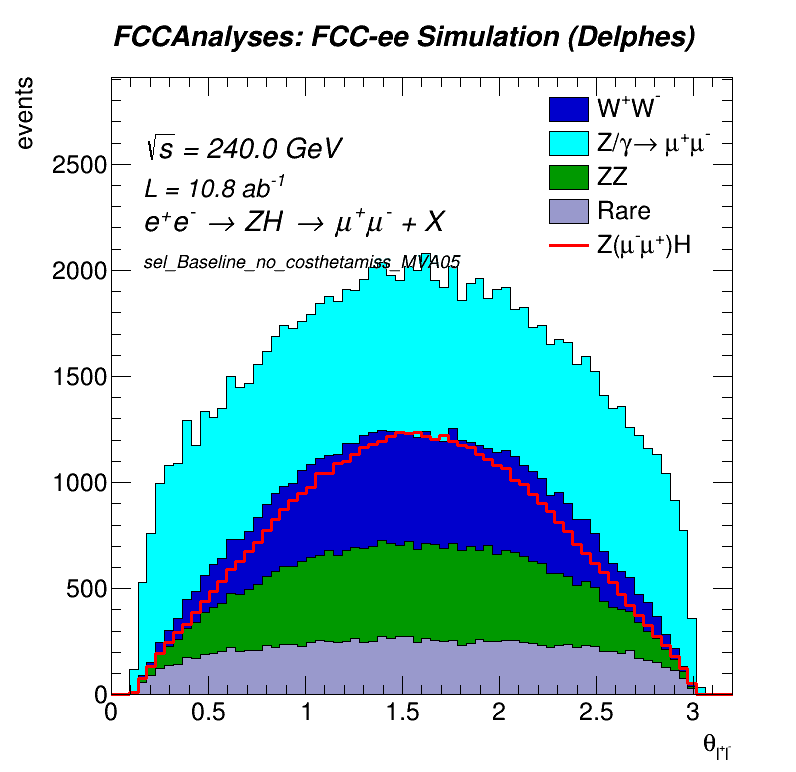 FCCAnalyses: FCC-ee Simulation (Delphes)
events
√s = 240.0 GeV
L = 10.8 ab⁻¹
e⁺e⁻ → ZH → μ⁺μ⁻ + X
sel_Baseline_no_costhetamiss_MVA05
W⁺W⁻
Z/γ→ μ⁺μ⁻
ZZ
Rare
Z(μ⁻μ⁺)H
2500
2000
1500
1000
500
0
0 0.5 1 1.5 2 2.5 3
θ_l⁺l⁻